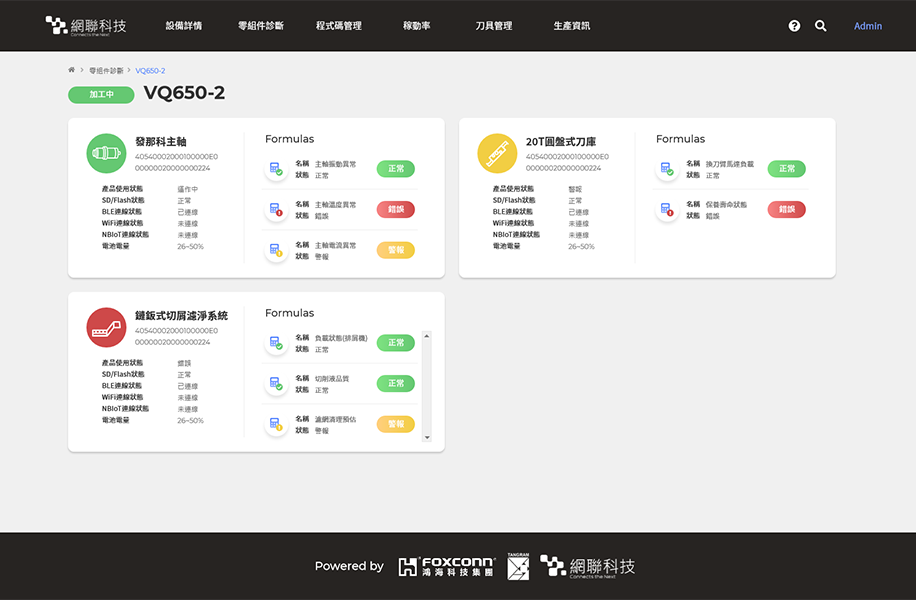 網聯科技
Connects the Next
設備詳情 零組件診斷 程式碼管理 稼動率 刀具管理 生產資訊 Admin
零組件診斷 VQ650-2
加工中 VQ650-2
發那科主軸
40540002000100000E0
00000020000000224
產品使用狀態 運作中
SD/Flash狀態 正常
BLE連線狀態 已連線
WiFi連線狀態 未連線
NBIoT連線狀態 未連線
電池電量 26~50%
Formulas
名稱 主軸振動異常
狀態 正常
正常
名稱 主軸溫度異常
狀態 錯誤
錯誤
名稱 主軸電流異常
狀態 警報
警報
20T圓盤式刀庫
40540002000100000E0
00000020000000224
產品使用狀態 警報
SD/Flash狀態 正常
BLE連線狀態 已連線
WiFi連線狀態 未連線
NBIoT連線狀態 未連線
電池電量 26~50%
Formulas
名稱 換刀臂馬達負載
狀態 正常
正常
名稱 保養壽命狀態
狀態 錯誤
錯誤
鏈鈑式切屑濾淨系統
40540002000100000E0
00000020000000224
產品使用狀態 錯誤
SD/Flash狀態 正常
BLE連線狀態 已連線
WiFi連線狀態 未連線
NBIoT連線狀態 未連線
電池電量 26~50%
Formulas
名稱 負載狀態(排屑機)
狀態 正常
正常
名稱 切削液品質
狀態 正常
正常
名稱 濾網清理預估
狀態 警報
警報
Powered by
FOXCONN
鴻海科技集團
TANGRAM
網聯科技
Connects the Next